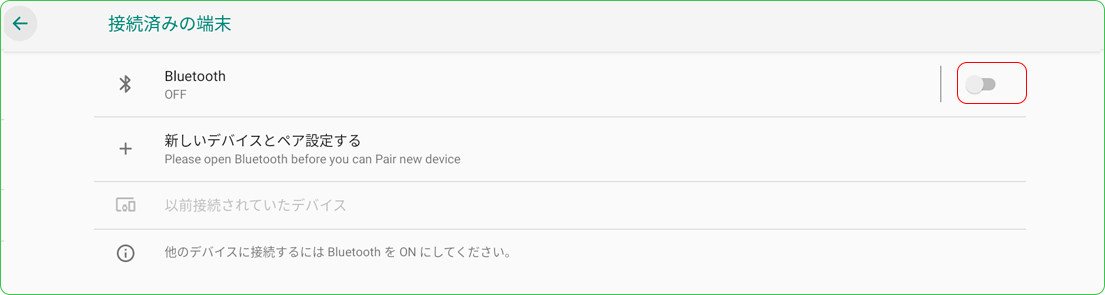 接続済みの端末
Bluetooth
OFF
新しいデバイスとペア設定する
Please open Bluetooth before you can Pair new device
以前接続されていたデバイス
他のデバイスに接続するには Bluetooth を ON にしてください。